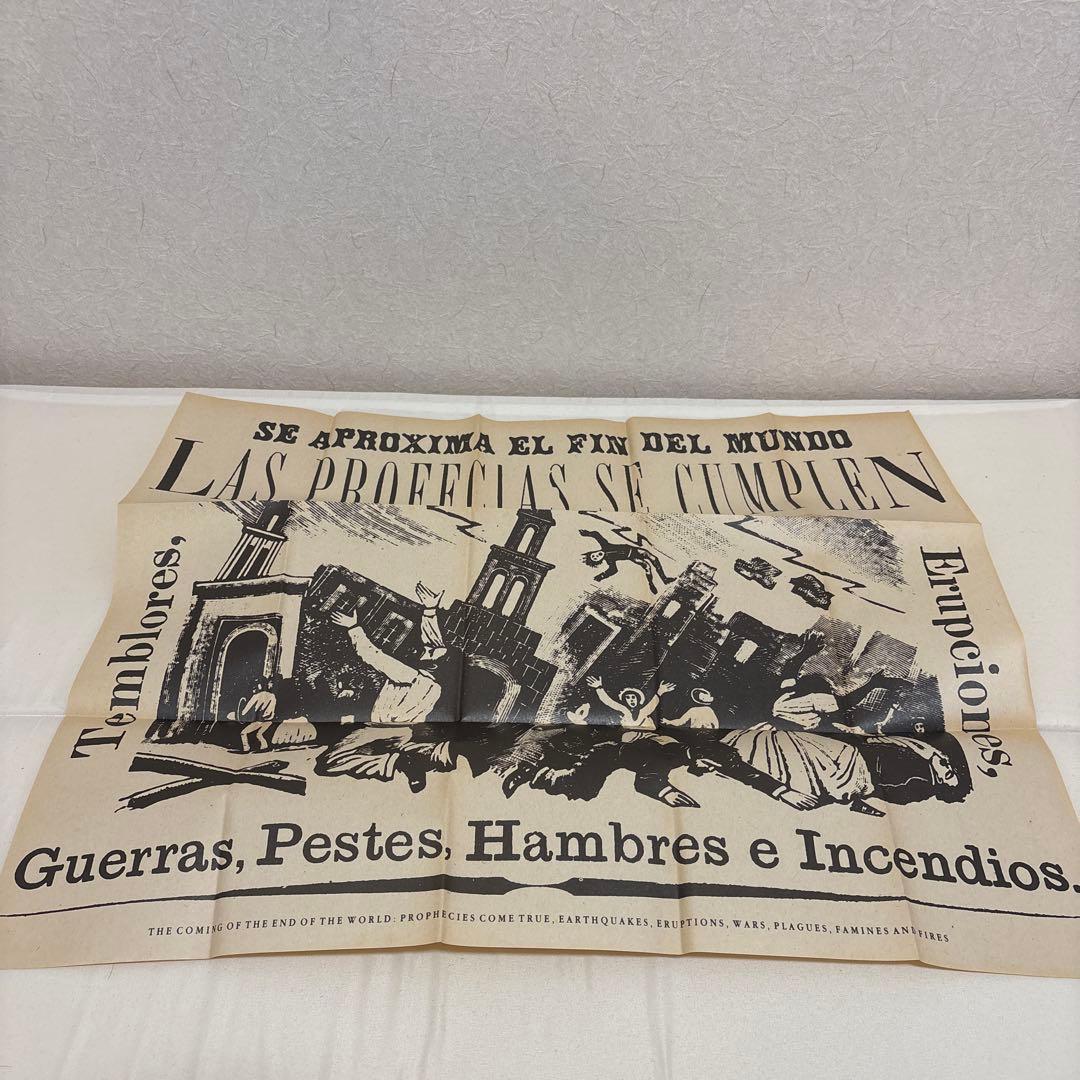 SE APROXIMA EL FIN DEL MUNDO
LAS PROFECIAS SE CUMPLEN
Temblores,
Erupciones,
Guerras, Pestes, Hambres e Incendios.
THE COMING OF THE END OF THE WORLD: PROPHECIES COME TRUE, EARTHQUAKES, ERUPTIONS, WARS, PLAGUES, FAMINES AND FIRES